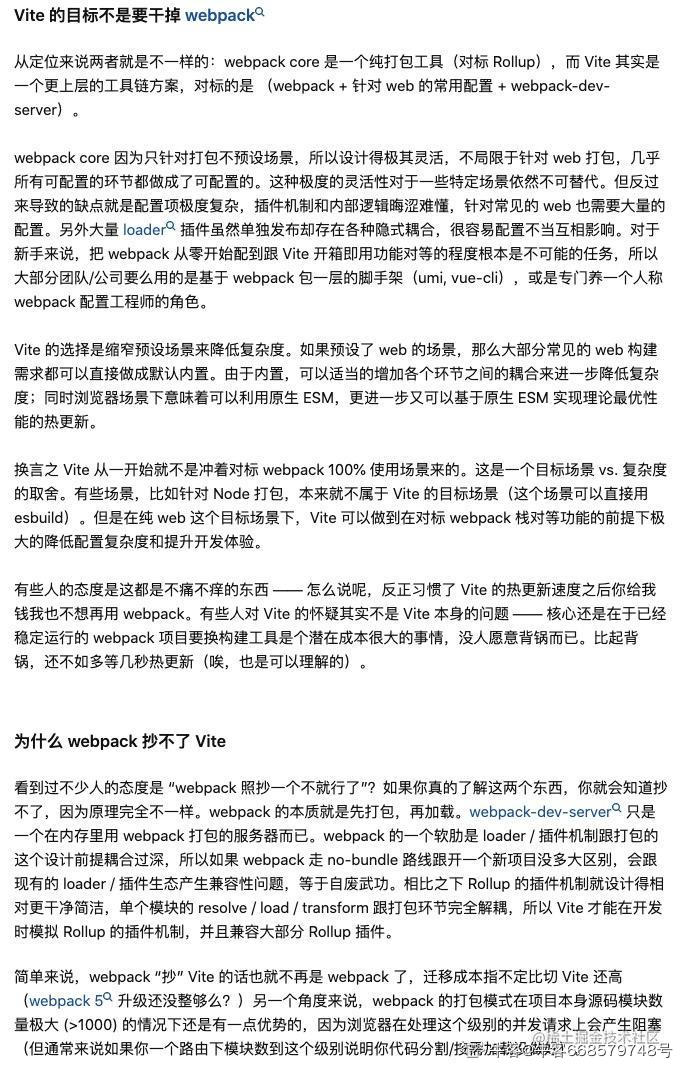 Vite 的目标不是要干掉 webpack
从定位来说两者就是不一样的：webpack core 是一个纯打包工具（对标 Rollup），而 Vite 其实是
一个更上层的工具链方案，对标的是 （webpack + 针对 web 的常用配置 + webpack-dev-
server）。
webpack core 因为只针对打包不预设场景，所以设计得极其灵活，不局限于针对 web 打包，几乎
所有可配置的环节都做成了可配置的。这种极度的灵活性对于一些特定场景依然不可替代。但反过
来导致的缺点就是配置项极度复杂，插件机制和内部逻辑晦涩难懂，针对常见的 web 也需要大量的
配置。另外大量 loader 插件虽然单独发布却存在各种隐式耦合，很容易配置不当互相影响。对于
新手来说，把 webpack 从零开始配到跟 Vite 开箱即用功能对等的程度根本是不可能的任务，所以
大部分团队/公司要么用的是基于 webpack 包一层的脚手架（umi, vue-cli），或是专门养一个人称
webpack 配置工程师的角色。
Vite 的选择是缩窄预设场景来降低复杂度。如果预设了 web 的场景，那么大部分常见的 web 构建
需求都可以直接做成默认内置。由于内置，可以适当的增加各个环节之间的耦合来进一步降低复杂
度；同时浏览器场景下意味着可以利用原生 ESM，更进一步又可以基于原生 ESM 实现理论最优性
能的热更新。
换言之 Vite 从一开始就不是冲着对标 webpack 100% 使用场景来的。这是一个目标场景 vs. 复杂度
的取舍。有些场景，比如针对 Node 打包，本来就不属于 Vite 的目标场景（这个场景可以直接用
esbuild）。但是在纯 web 这个目标场景下，Vite 可以做到在对标 webpack 栈对等功能的前提下极
大的降低配置复杂度和提升开发体验。
有些人的态度是这都是不痛不痒的东西 —— 怎么说呢，反正习惯了 Vite 的热更新速度之后你给我
钱我也不想再用 webpack。有些人对 Vite 的怀疑其实不是 Vite 本身的问题 —— 核心还是在于已经
稳定运行的 webpack 项目要换构建工具是个潜在成本很大的事情，没人愿意背锅而已。比起背
锅，还不如多等几秒热更新（唉，也是可以理解的）。
为什么 webpack 抄不了 Vite
看到过不少人的态度是 “webpack 照抄一个不就行了”？如果你真的了解这两个东西，你就会知道抄
不了，因为原理完全不一样。webpack 的本质就是先打包，再加载。webpack-dev-server 只是
一个在内存里用 webpack 打包的服务器而已。webpack 的一个软肋是 loader / 插件机制跟打包的
这个设计前提耦合过深，所以如果 webpack 走 no-bundle 路线跟开一个新项目没多大区别，会跟
现有的 loader / 插件生态产生兼容性问题，等于自废武功。相比之下 Rollup 的插件机制就设计得相
对更干净简洁，单个模块的 resolve / load / transform 跟打包环节完全解耦，所以 Vite 才能在开发
时模拟 Rollup 的插件机制，并且兼容大部分 Rollup 插件。
简单来说，webpack “抄” Vite 的话也就不再是 webpack 了，迁移成本指不定比切 Vite 还高
（webpack 5 升级还没整够么？）另一个角度来说，webpack 的打包模式在项目本身源码模块数
量极大 (>1000) 的情况下还是有一点优势的，因为浏览器在处理这个级别的并发请求上会产生阻塞
（但通常来说如果你一个路由下模块数到这个级别说明你代码分割/按需加载没做好
@稀土掘金技术社区
牛客@牛客668579748号